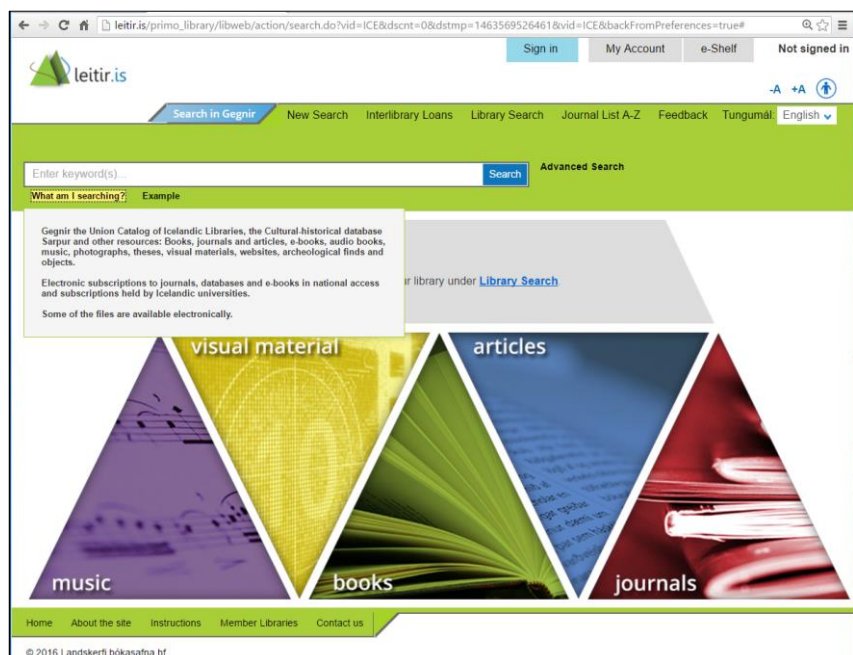 leitir.is/primo_library/libweb/action/search.do?vid=ICE&dscnt=0&dstmp=1463569526461&vid=ICE&backFromPreferences=true#
Sign in My Account e-Shelf Not signed in
leitir.is
-A +A
Search in Gegnir New Search Interlibrary Loans Library Search Journal List A-Z Feedback Tungumál: English
Enter keyword(s)... Search Advanced Search
What am I searching? Example
Gegnir the Union Catalog of Icelandic Libraries, the Cultural-historical database
Sarpur and other resources: Books, journals and articles, e-books, audio books,
music, photographs, theses, visual materials, websites, archeological finds and
objects.
Electronic subscriptions to journals, databases and e-books in national access
and subscriptions held by Icelandic universities.
Some of the files are available electronically.
library under Library Search
visual material articles
10
music books journals
Home About the site Instructions Member Libraries Contact us
© 2016 Landskerfi bókasafna hf